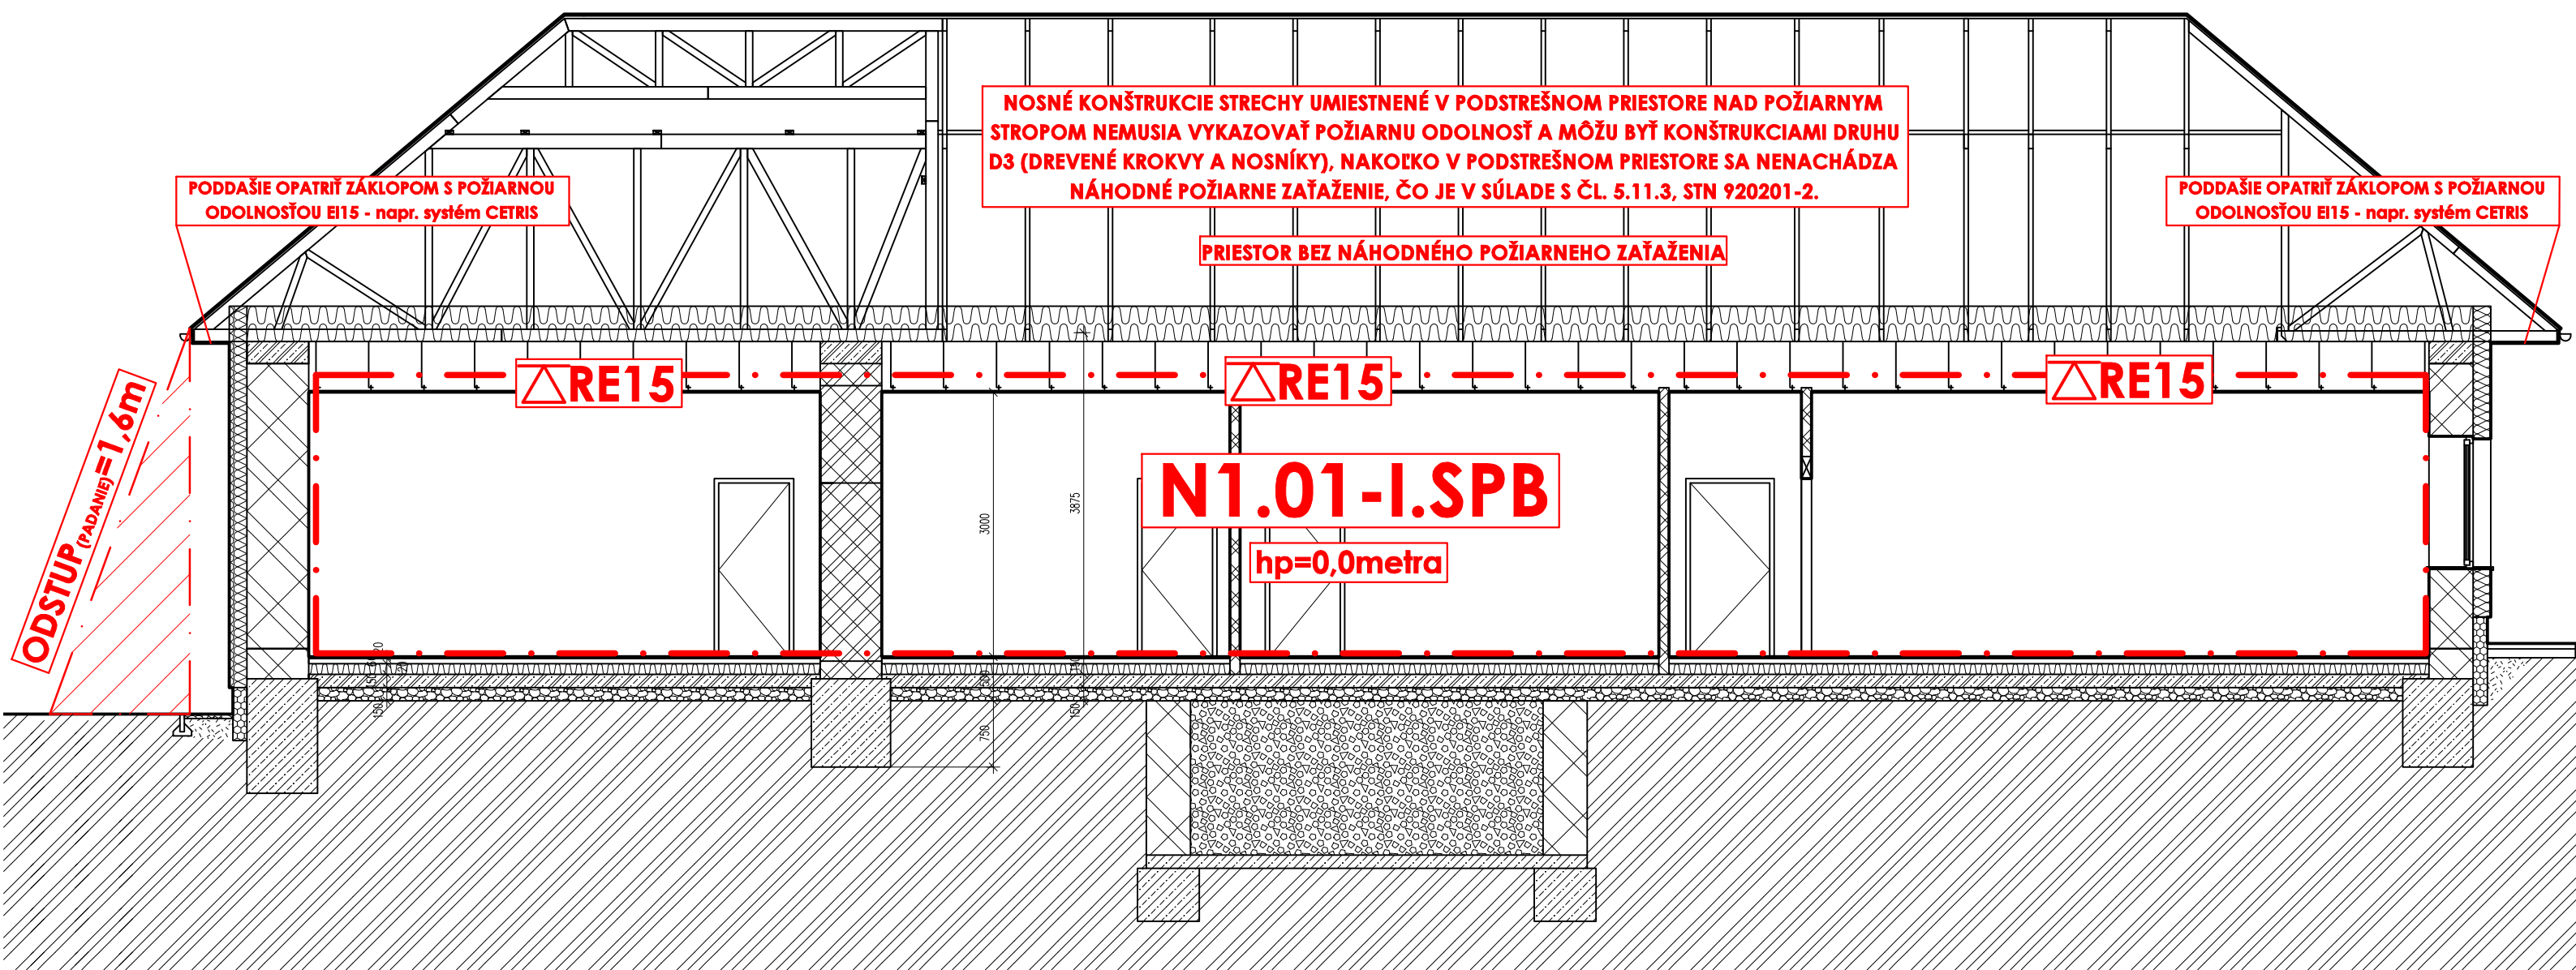 NOSNÉ KONŠTRUKCIE STRECHY UMIESTNENÉ V PODSTREŠNOM PRIESTORE NAD POŽIARNYM
STROPOM NEMUSIA VYKAZOVAŤ POŽIARNU ODOLNOSŤ A MÔŽU BYŤ KONŠTRUKCIAMI DRUHU
D3 (DREVENÉ KROKVY A NOSNÍKY), NAKOĽKO V PODSTREŠNOM PRIESTORE SA NENACHÁDZA
NÁHODNÉ POŽIARNE ZAŤAŽENIE, ČO JE V SÚLADE S ČL. 5.11.3, STN 920201-2.
PODDAŠIE OPATRIŤ ZÁKLOPOM S POŽIARNOU
ODOLNOSŤOU EI15 - napr. systém CETRIS
PODDAŠIE OPATRIŤ ZÁKLOPOM S POŽIARNOU
ODOLNOSŤOU EI15 - napr. systém CETRIS
PRIESTOR BEZ NÁHODNÉHO POŽIARNEHO ZAŤAŽENIA
RE15
RE15
RE15
ODSTUP(PADANIE)=1,6m
N1.01-I.SPB
hp=0,0metra
3000
3875
750